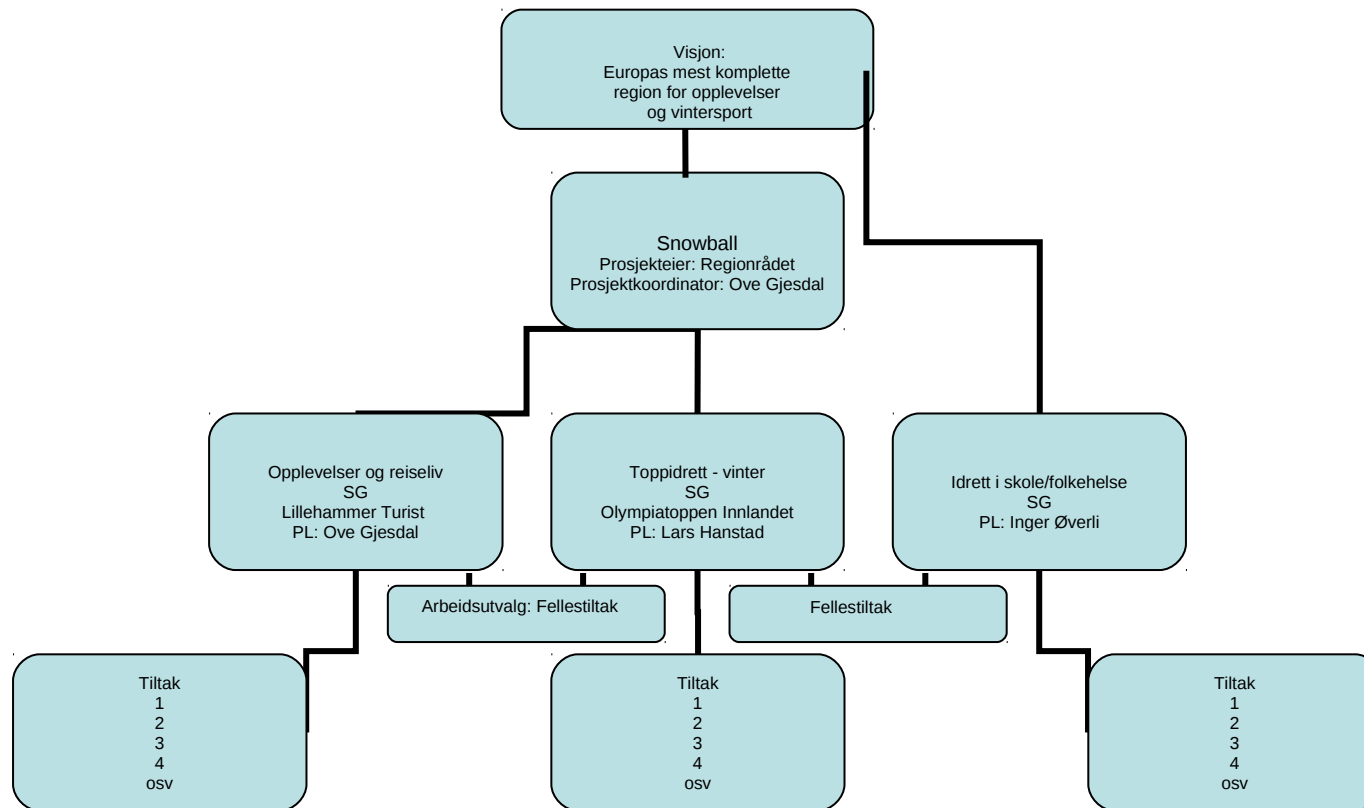 Visjon:
Europas mest komplette
region for opplevelser
og vintersport
Snowball
Prosjekteier: Regionrådet
Prosjektkoordinator: Ove Gjesdal
Opplevelser og reiseliv
SG
Lillehammer Turist
PL: Ove Gjesdal
Toppidrett - vinter
SG
Olympiatoppen Innlandet
PL: Lars Hanstad
Idrett i skole/folkehelse
SG
PL: Inger Øverli
Arbeidsutvalg: Fellestiltak
Fellestiltak
Tiltak
1
2
3
4
osv
Tiltak
1
2
3
4
osv
Tiltak
1
2
3
4
osv